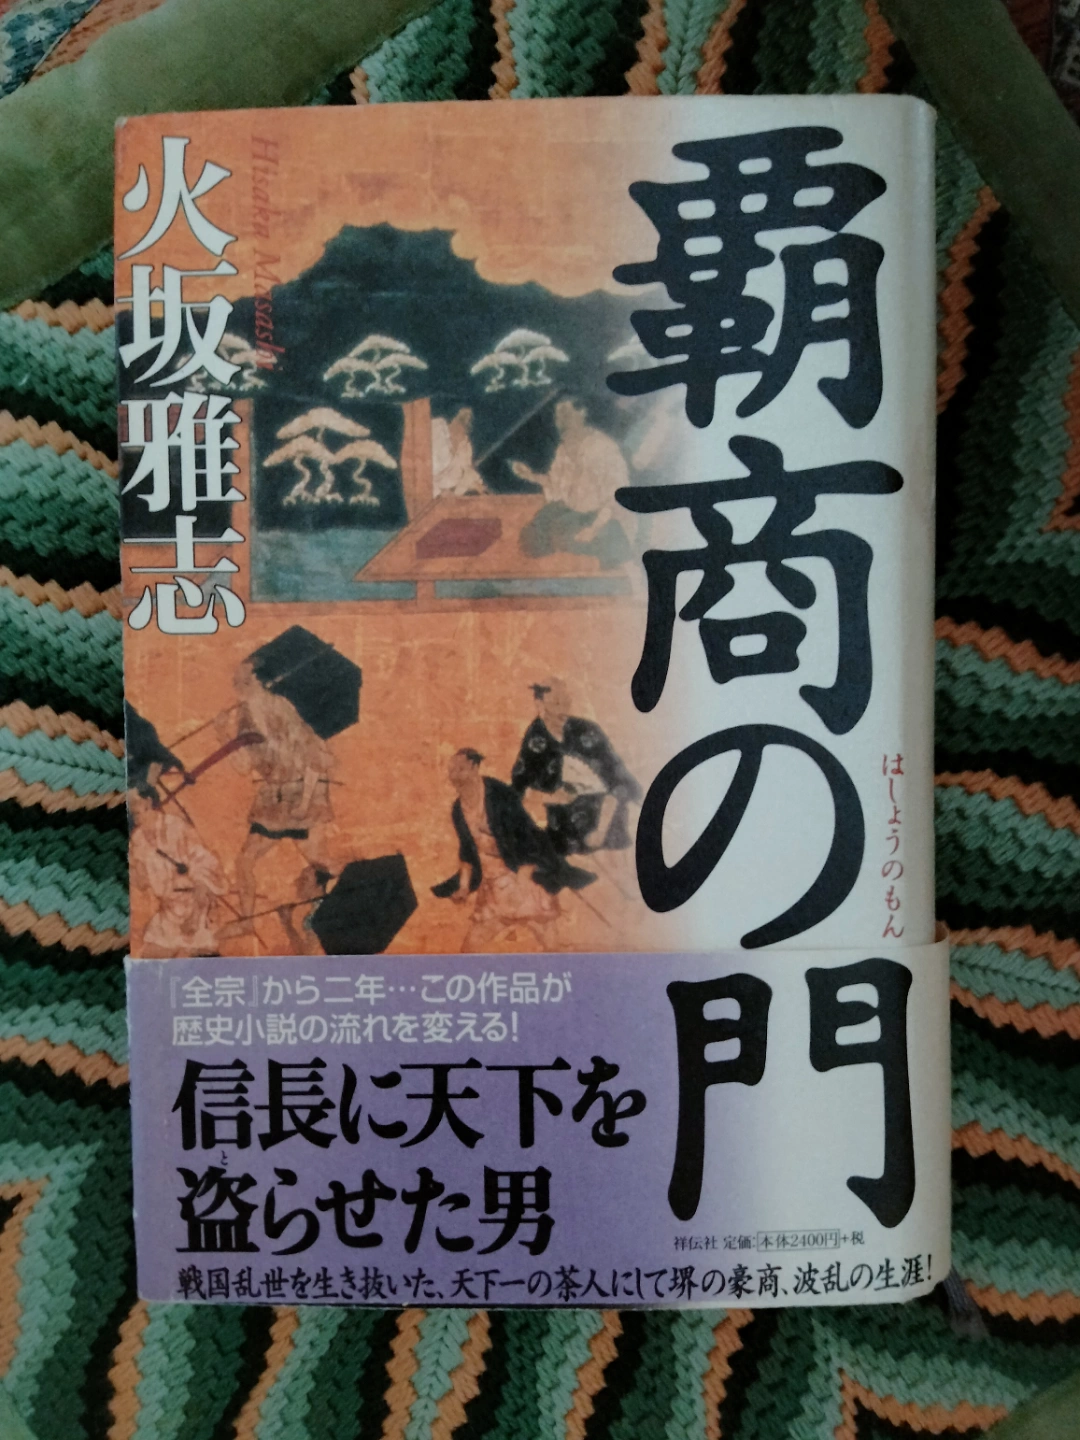 覇商の門
はしょうのもん
火坂雅志
Hisaka Masashi
『全宗』から二年…この作品が
歴史小説の流れを変える!
信長に天下を
と
盗らせた男
祥伝社 定価:本体2400円+税
戦国乱世を生き抜いた、天下一の茶人にして堺の豪商、波乱の生涯!